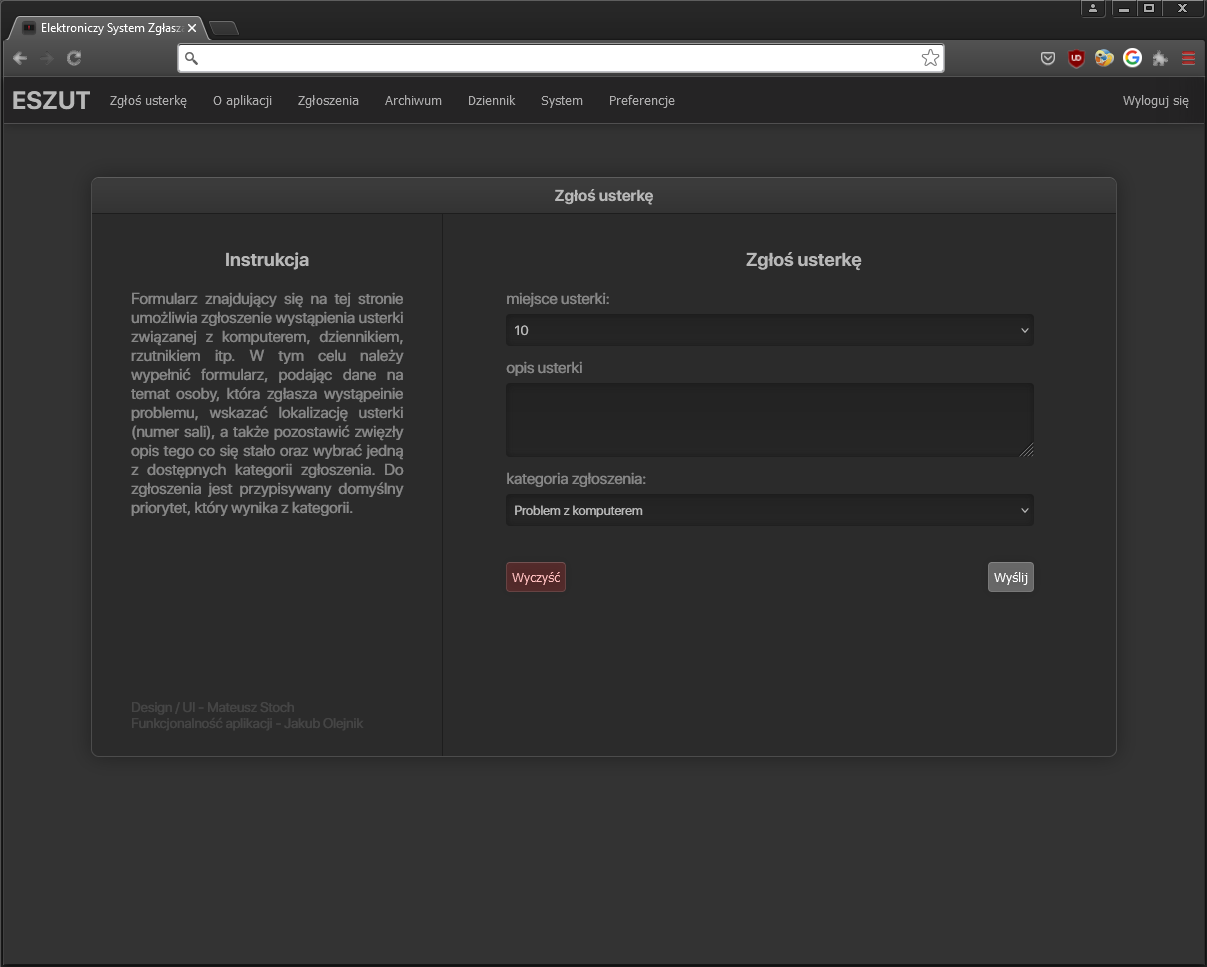 Elektroniczy System Zgłasz
ESZUT Zgłoś usterkę O aplikacji Zgłoszenia Archiwum Dziennik System Preferencje Wyloguj się
Zgłoś usterkę
Instrukcja
Formularz znajdujący się na tej stronie
umożliwia zgłoszenie wystąpienia usterki
związanej z komputerem, dziennikiem,
rzutnikiem itp. W tym celu należy
wypełnić formularz, podając dane na
temat osoby, która zgłasza wystąpeinie
problemu, wskazać lokalizację usterki
(numer sali), a także pozostawić zwięzły
opis tego co się stało oraz wybrać jedną
z dostępnych kategorii zgłoszenia. Do
zgłoszenia jest przypisywany domyślny
priorytet, który wynika z kategorii.
Design / UI - Mateusz Stoch
Funkcjonalność aplikacji - Jakub Olejnik
Zgłoś usterkę
miejsce usterki:
10
opis usterki
kategoria zgłoszenia:
Problem z komputerem
Wyczyść Wyślij